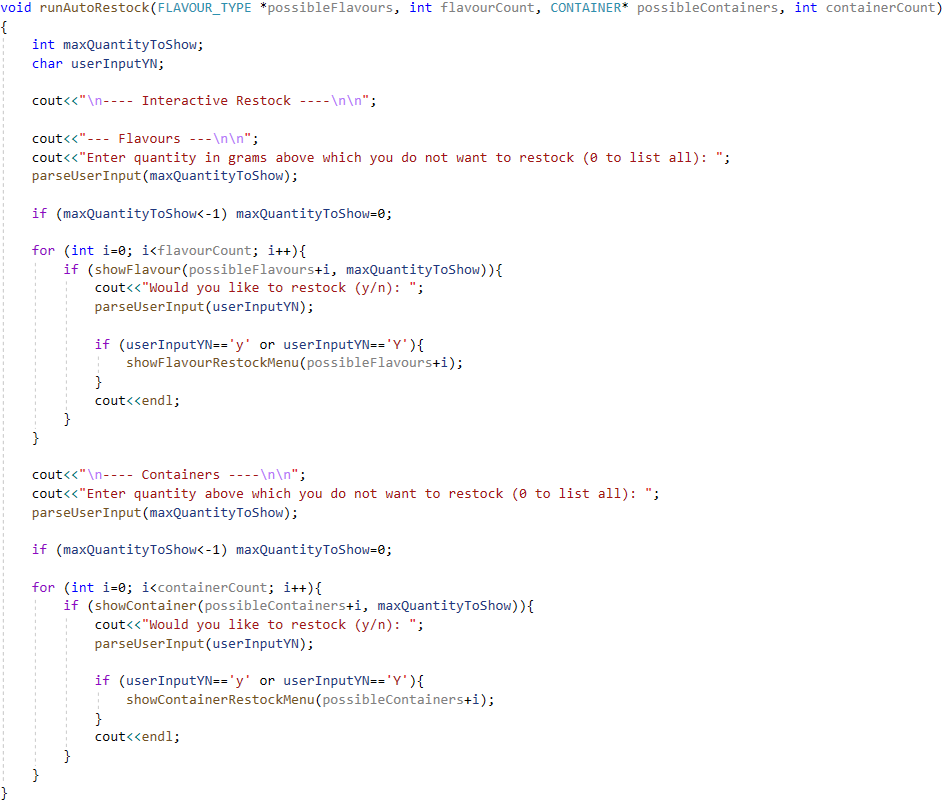 void runAutoRestock(FLAVOUR_TYPE *possibleFlavours, int flavourCount, CONTAINER* possibleContainers, int containerCount)
{
    int maxQuantityToShow;
    char userInputYN;

    cout<<"\n---- Interactive Restock ----\n\n";

    cout<<"--- Flavours ---\n\n";
    cout<<"Enter quantity in grams above which you do not want to restock (0 to list all): ";
    parseUserInput(maxQuantityToShow);

    if (maxQuantityToShow<-1) maxQuantityToShow=0;

    for (int i=0; i<flavourCount; i++){
        if (showFlavour(possibleFlavours+i, maxQuantityToShow)){
            cout<<"Would you like to restock (y/n): ";
            parseUserInput(userInputYN);

            if (userInputYN=='y' or userInputYN=='Y'){
                showFlavourRestockMenu(possibleFlavours+i);
            }
            cout<<endl;
        }
    }

    cout<<"\n---- Containers ----\n\n";
    cout<<"Enter quantity above which you do not want to restock (0 to list all): ";
    parseUserInput(maxQuantityToShow);

    if (maxQuantityToShow<-1) maxQuantityToShow=0;

    for (int i=0; i<containerCount; i++){
        if (showContainer(possibleContainers+i, maxQuantityToShow)){
            cout<<"Would you like to restock (y/n): ";
            parseUserInput(userInputYN);

            if (userInputYN=='y' or userInputYN=='Y'){
                showContainerRestockMenu(possibleContainers+i);
            }
            cout<<endl;
        }
    }
}